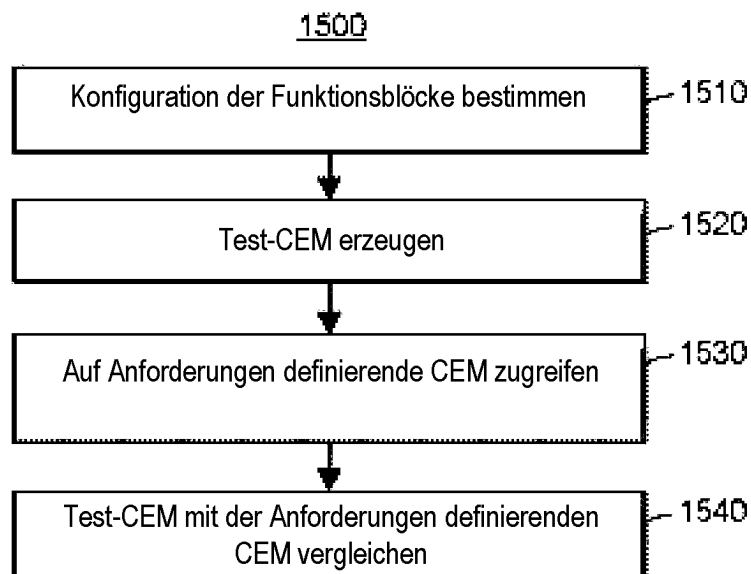 1500
Konfiguration der Funktionsblöcke bestimmen
1510
Test-CEM erzeugen
1520
Auf Anforderungen definierende CEM zugreifen
1530
Test-CEM mit der Anforderungen definierenden
CEM vergleichen
1540